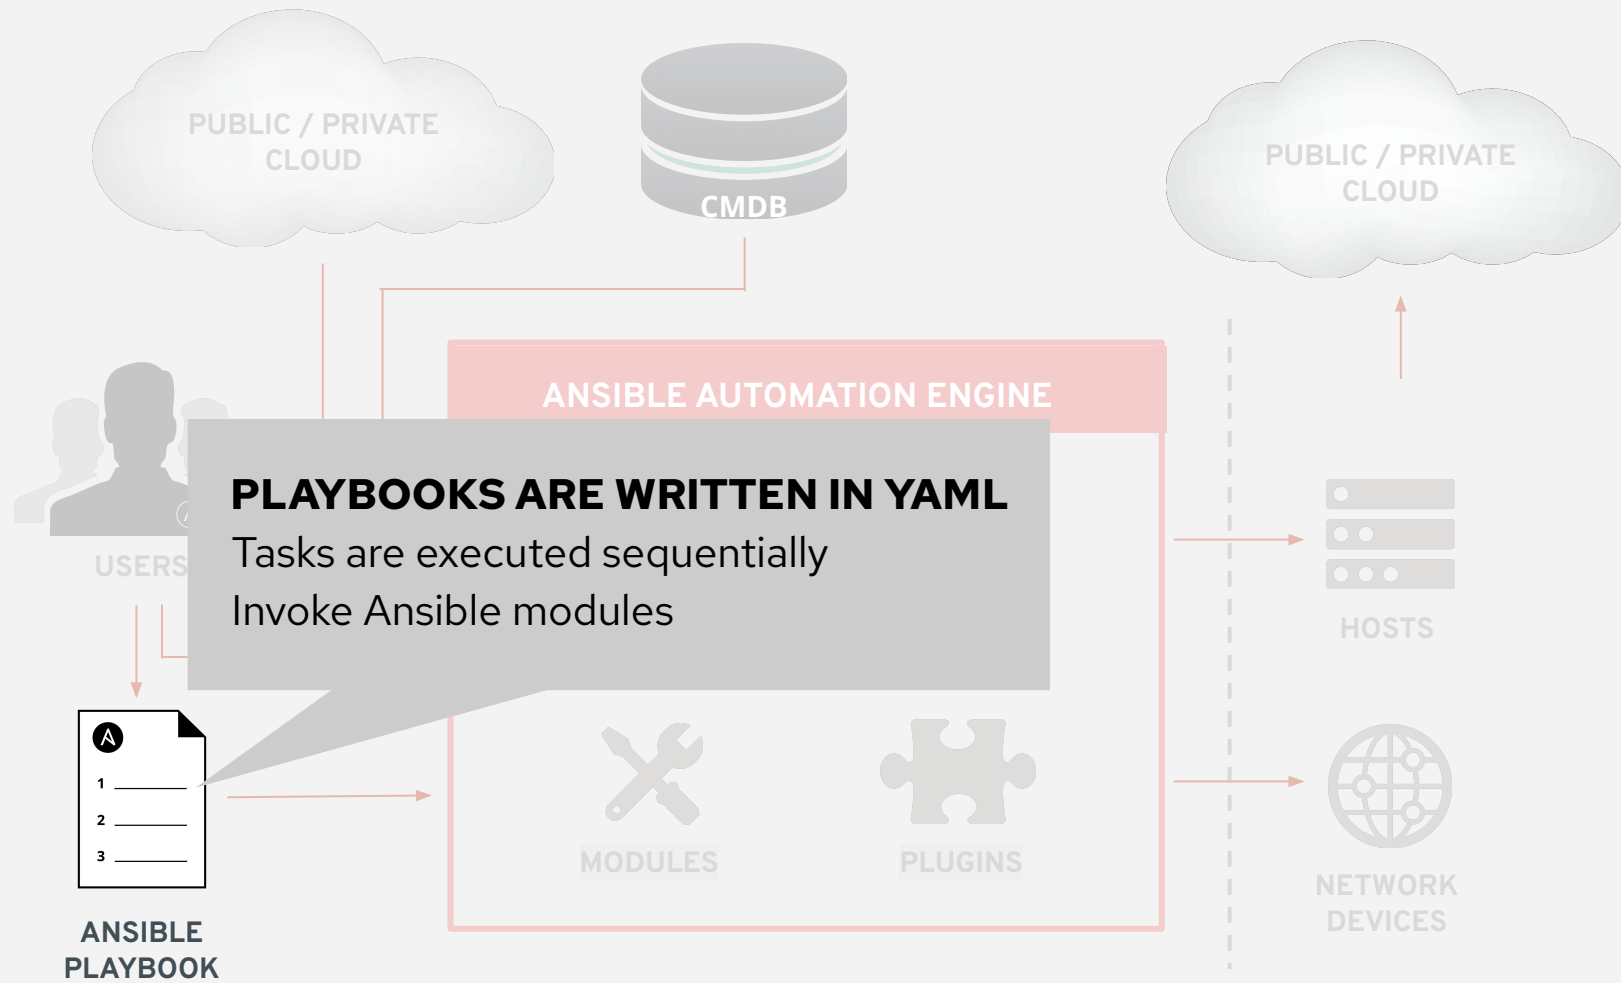 PUBLIC / PRIVATE
CLOUD
CMDB
PUBLIC / PRIVATE
CLOUD
ANSIBLE AUTOMATION ENGINE
PLAYBOOKS ARE WRITTEN IN YAML
Tasks are executed sequentially
Invoke Ansible modules
USERS
HOSTS
1
2
3
MODULES
PLUGINS
NETWORK
DEVICES
ANSIBLE
PLAYBOOK